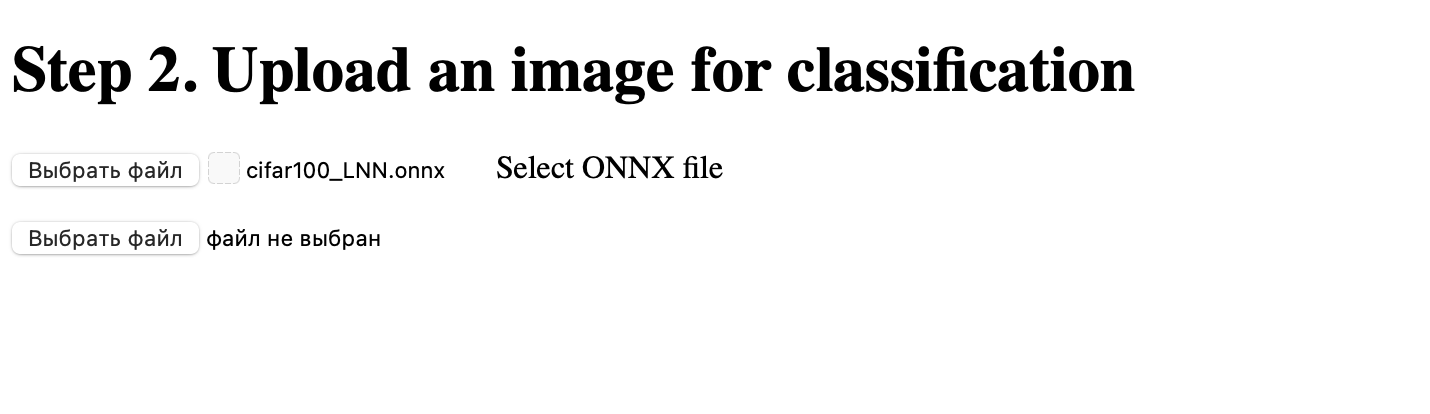 Step 2. Upload an image for classification
Выбрать файл cifar100_LNN.onnx Select ONNX file
Выбрать файл файл не выбран